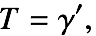 T = γ′,